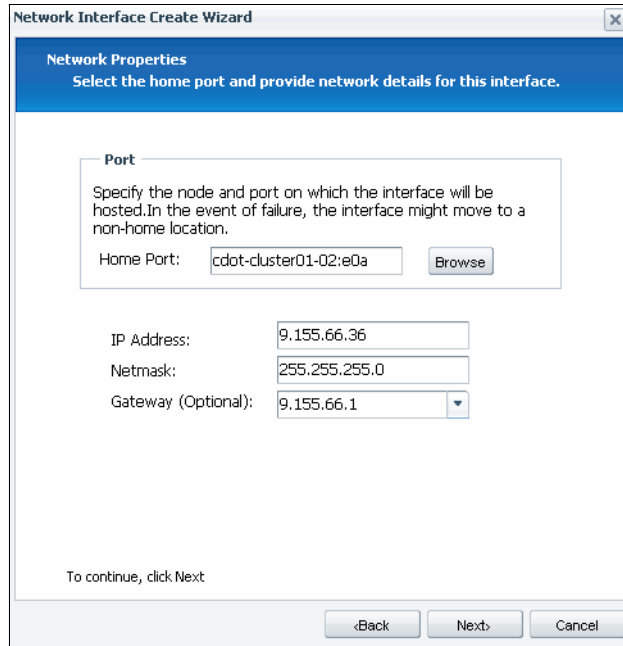 Network Interface Create Wizard
Network Properties
Select the home port and provide network details for this interface.
Port
Specify the node and port on which the interface will be
hosted.In the event of failure, the interface might move to a
non-home location.
Home Port: cdot-cluster01-02:e0a Browse
IP Address: 9.155.66.36
Netmask: 255.255.255.0
Gateway (Optional): 9.155.66.1
To continue, click Next
<Back Next> Cancel